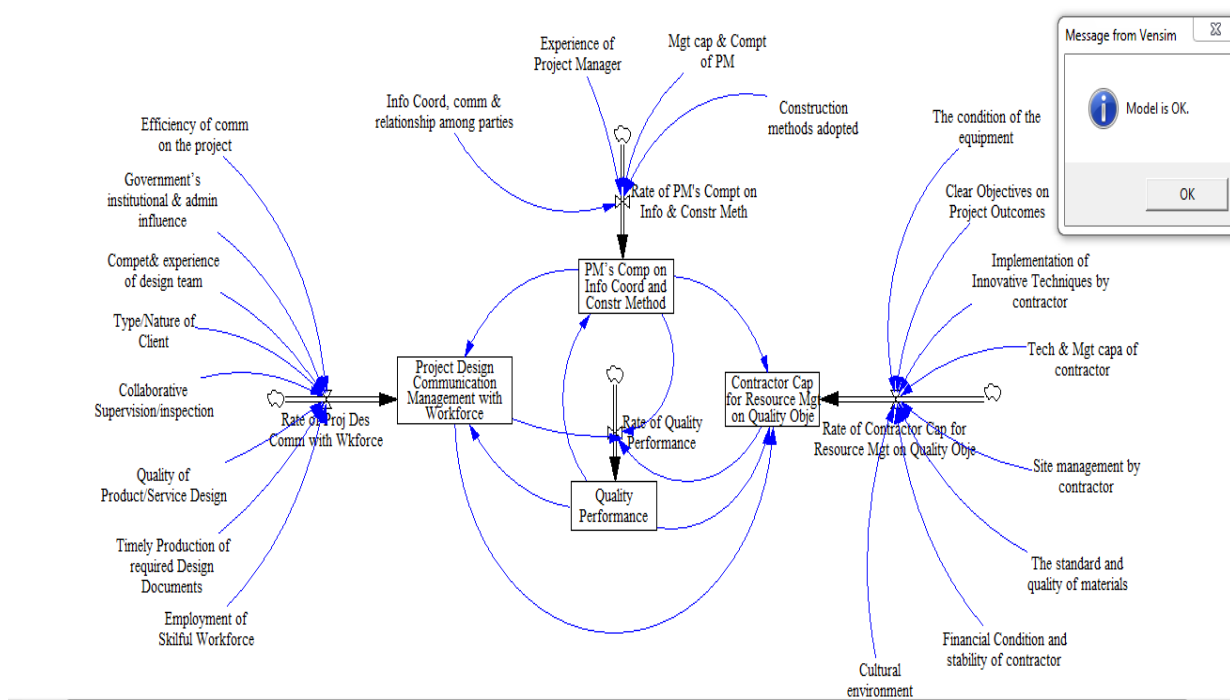 Message from Vensim
Model is OK.
OK
Experience of
Project Manager
Mgt cap & Compt
of PM
Info Coord, comm &
relationship among parties
Construction
methods adopted
Efficiency of comm
on the project
Government's
institutional & admin
influence
Compet& experience
of design team
Type/Nature of
Client
Collaborative
Supervision/inspection
Quality of
Product/Service Design
Timely Production of
required Design
Documents
Employment of
Skilful Workforce
Rate of Proj Des
Comm with Wkforce
Project Design
Communication
Management with
Workforce
Rate of PM's Compt on
Info & Constr Meth
PM's Comp on
Info Coord and
Constr Method
Rate of Quality
Performance
Quality
Performance
Contractor Cap
for Resource Mgt
on Quality Obje
Rate of Contractor Cap for
Resource Mgt on Quality Obje
The condition of the
equipment
Clear Objectives on
Project Outcomes
Implementation of
Innovative Techniques by
contractor
Tech & Mgt capa of
contractor
Site management by
contractor
The standard and
quality of materials
Financial Condition and
stability of contractor
Cultural
environment